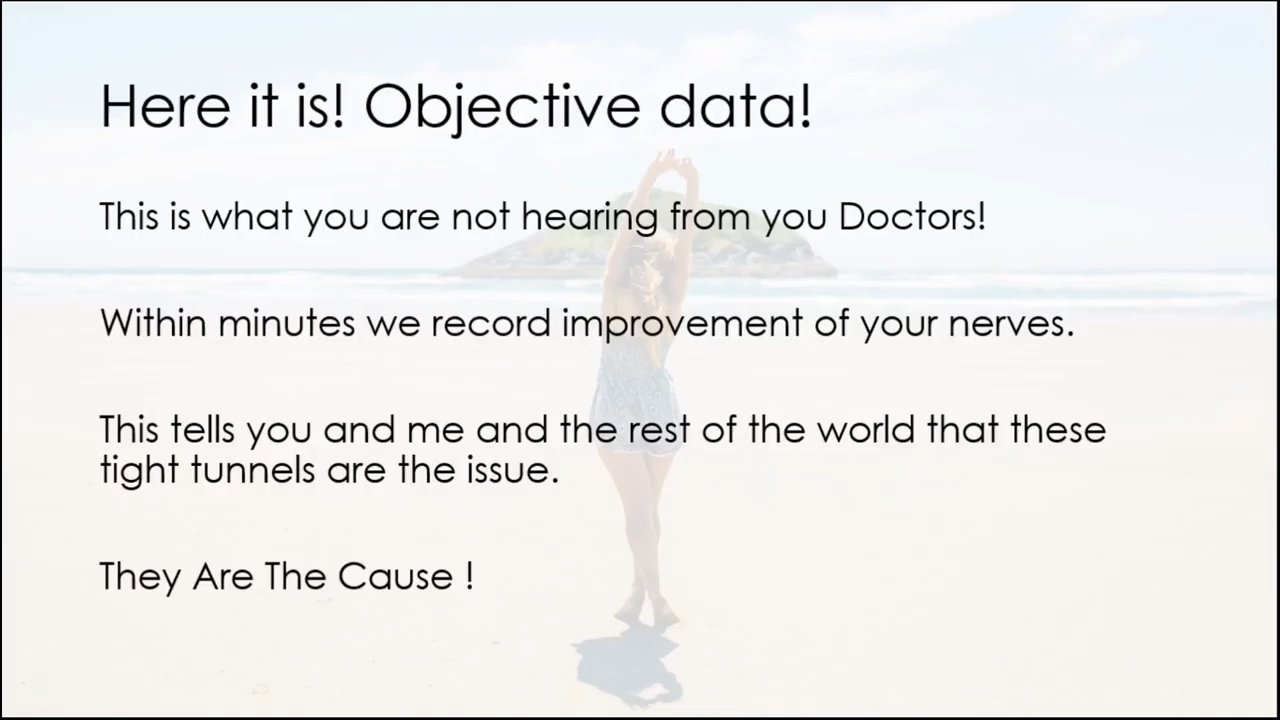 Here it is! Objective data!
This is what you are not hearing from you Doctors!
Within minutes we record improvement of your nerves.
This tells you and me and the rest of the world that these
tight tunnels are the issue.
They Are The Cause !